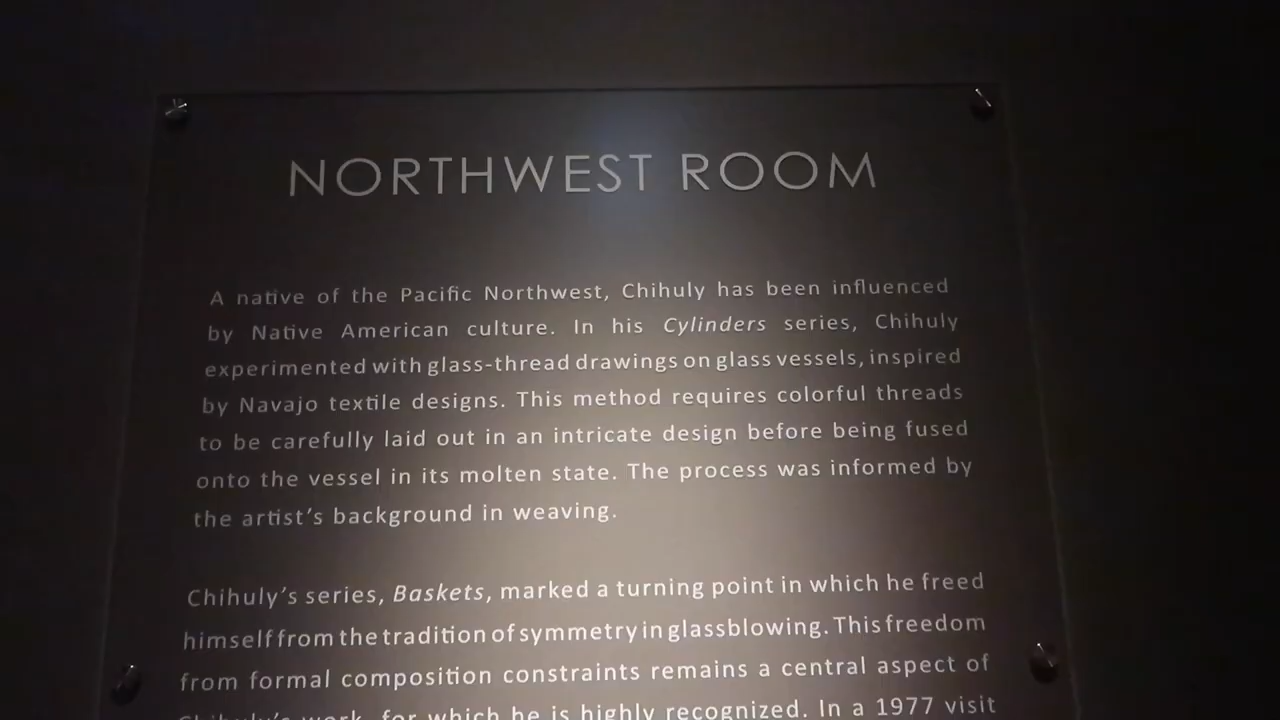 NORTHWEST ROOM
A native of the Pacific Northwest, Chihuly has been influenced
by Native American culture. In his Cylinders series, Chihuly
experimented with glass-thread drawings on glass vessels, inspired
by Navajo textile designs. This method requires colorful threads
to be carefully laid out in an intricate design before being fused
onto the vessel in its molten state. The process was informed by
the artist’s background in weaving.
Chihuly’s series, Baskets, marked a turning point in which he freed
himself from the tradition of symmetry in glassblowing. This freedom
from formal composition constraints remains a central aspect of
Chihuly’s work, for which he is highly recognized. In a 1977 visit